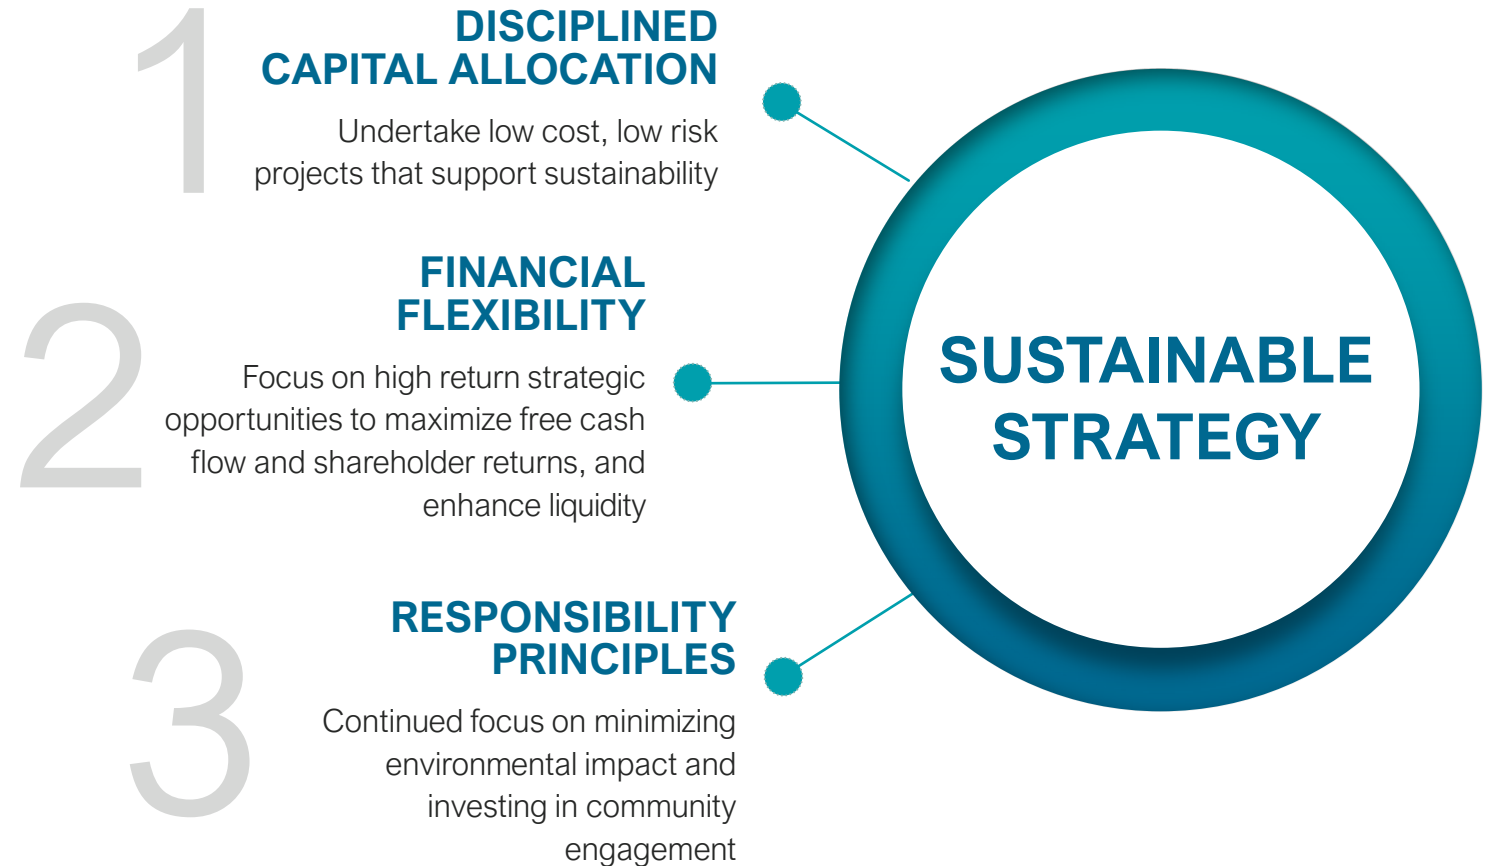 1
DISCIPLINED
CAPITAL ALLOCATION
Undertake low cost, low risk
projects that support sustainability
2
FINANCIAL
FLEXIBILITY
Focus on high return strategic
opportunities to maximize free cash
flow and shareholder returns, and
enhance liquidity
3
RESPONSIBILITY
PRINCIPLES
Continued focus on minimizing
environmental impact and
investing in community
engagement
SUSTAINABLE
STRATEGY